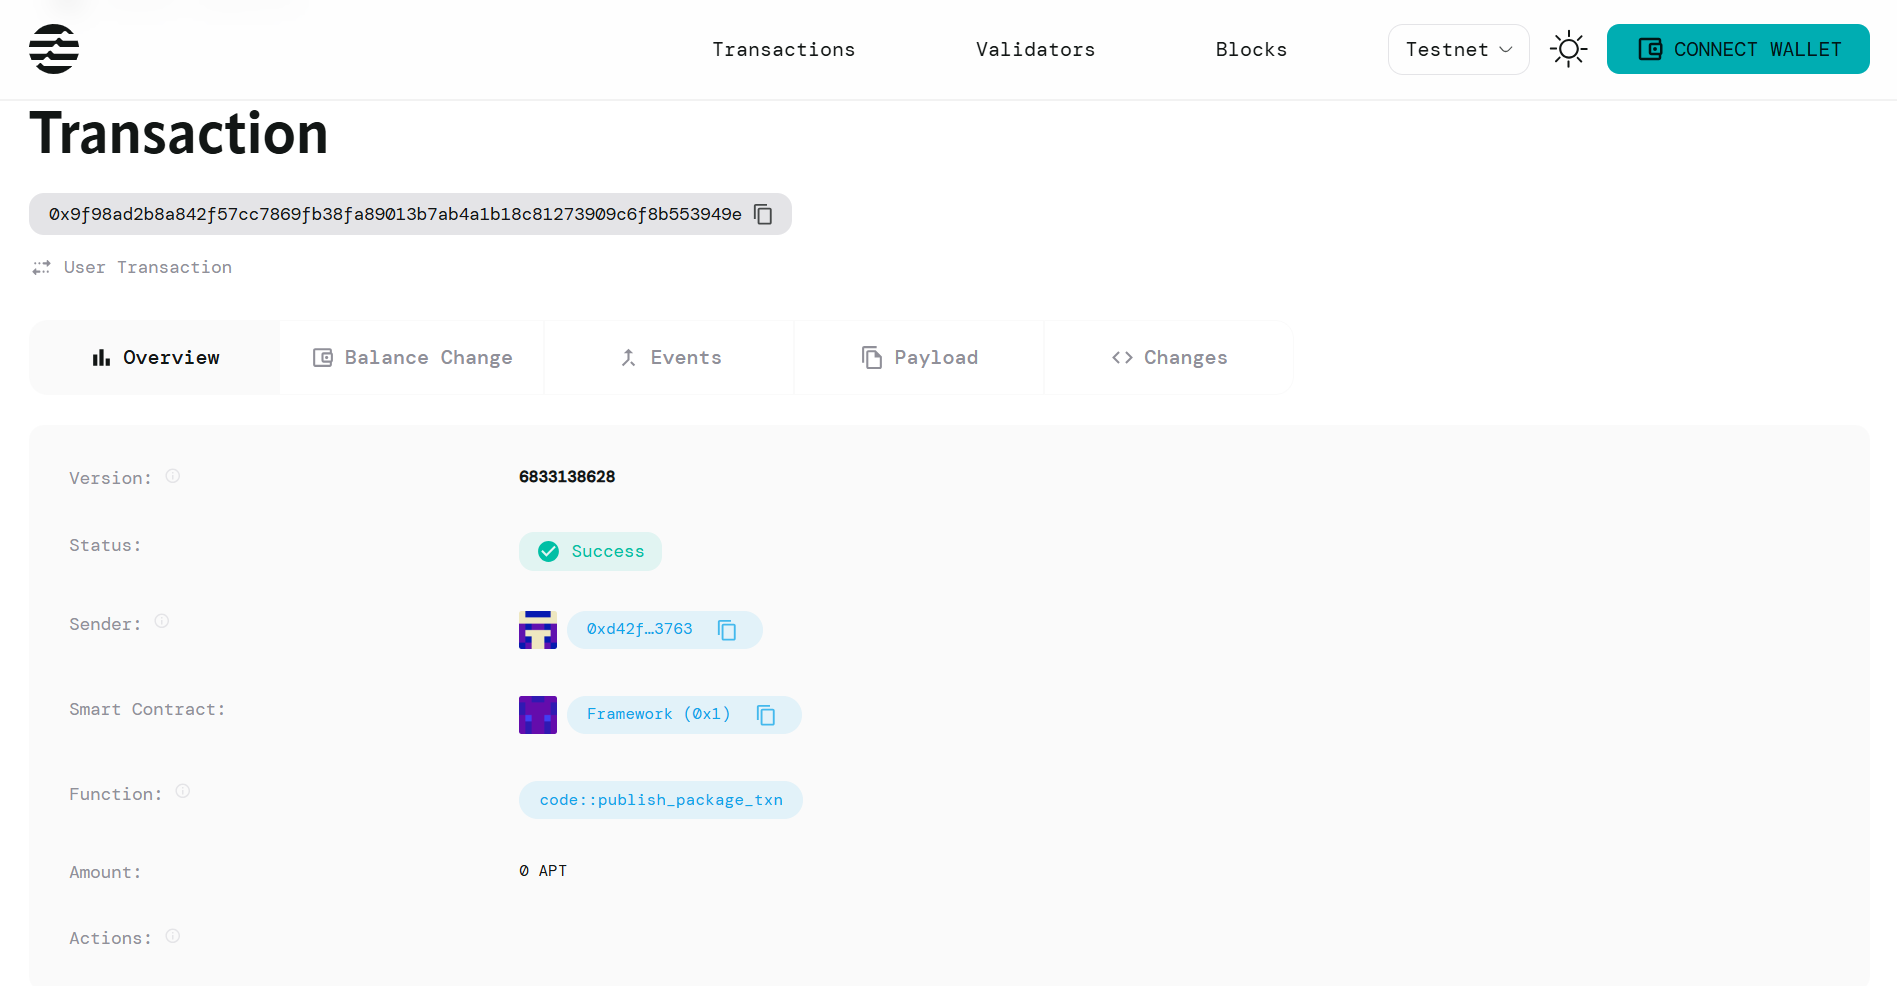 Transactions
Validators
Blocks
Testnet
CONNECT WALLET
Transaction
0x9f98ad2b8a842f57cc7869fb38fa89013b7ab4a1b18c81273909c6f8b553949e
User Transaction
Overview
Balance Change
Events
Payload
Changes
Version:
6833138628
Status:
Success
Sender:
0xd42f…3763
Smart Contract:
Framework (0x1)
Function:
code::publish_package_txn
Amount:
0 APT
Actions: